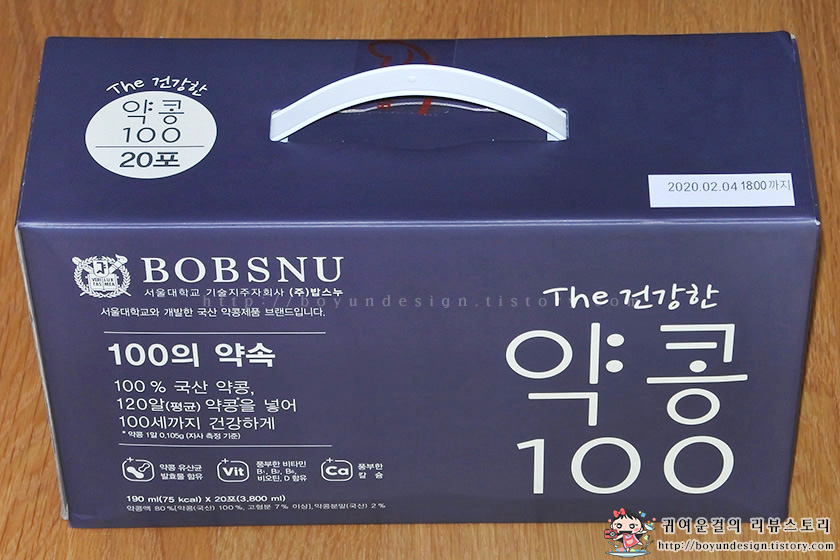 The 건강한
약콩
100
20포
2020.02.04 18:00 까지
BOBSNU
서울대학교 기술지주자회사 (주)밥스누
http://boyundesign.tistory.com
서울대학교와 개발한 국산 약콩제품 브랜드입니다.
The 건강한
약콩
100
100의 약속
100 % 국산 약콩,
120알(평균) 약콩*을 넣어
100세까지 건강하게
* 약콩 1알 0.105g (자사 측정 기준)
약콩 유산균
발효물 함유
Vit
풍부한 비타민
B₁, B₂, B₆,
비오틴, D 함유
Ca
풍부한
칼슘
190 ml(75 kcal) x 20포(3,800 ml)
약콩액 80%[약콩(국산) 100%, 고형분 7% 이상], 약콩분말(국산) 2%
귀여운걸의 리뷰스토리
http://boyundesign.tistory.com